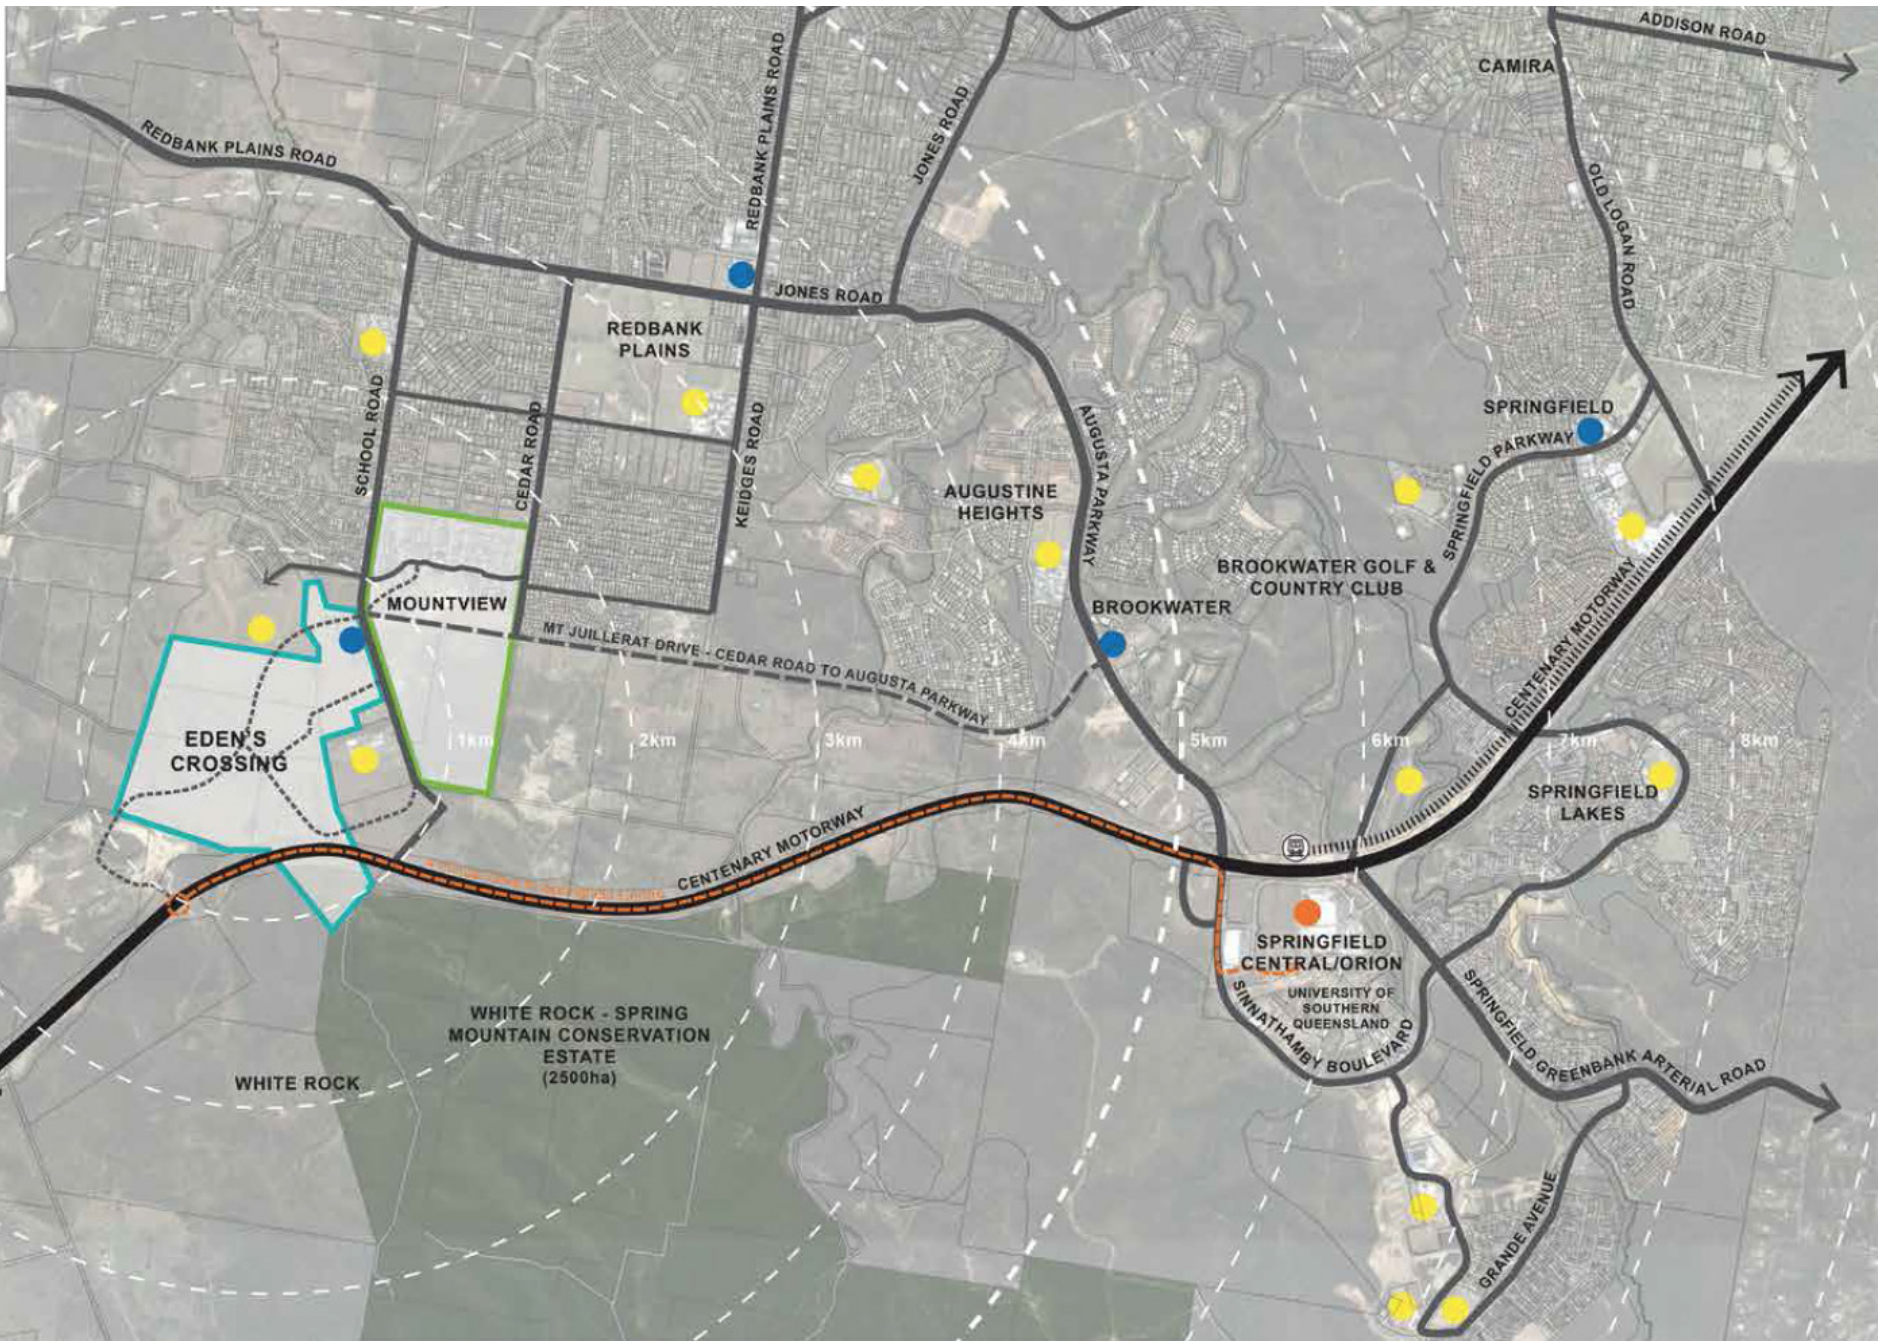 ADDISON ROAD
CAMIRA
REDBANK PLAINS ROAD
JONES ROAD
REDBANK PLAINS ROAD
OLD LOGAN ROAD
JONES ROAD
REDBANK
PLAINS
SCHOOL ROAD
CEDAR ROAD
KEIDGES ROAD
AUGUSTA PARKWAY
SPRINGFIELD
SPRINGFIELD PARKWAY
AUGUSTINE
HEIGHTS
BROOKWATER GOLF &
COUNTRY CLUB
MOUNTVIEW
BROOKWATER
CENTENARY MOTORWAY
MT JUILLERAT DRIVE - CEDAR ROAD TO AUGUSTA PARKWAY
EDEN'S
CROSSING
1km
2km
3km
4km
5km
6km
7km
8km
SPRINGFIELD
LAKES
CENTENARY MOTORWAY
SPRINGFIELD
CENTRAL/ORION
UNIVERSITY OF
SOUTHERN
QUEENSLAND
SINNATHAMBY BOULEVARD
SPRINGFIELD GREENBANK ARTERIAL ROAD
WHITE ROCK - SPRING
MOUNTAIN CONSERVATION
ESTATE
(2500ha)
WHITE ROCK
GRANDE AVENUE